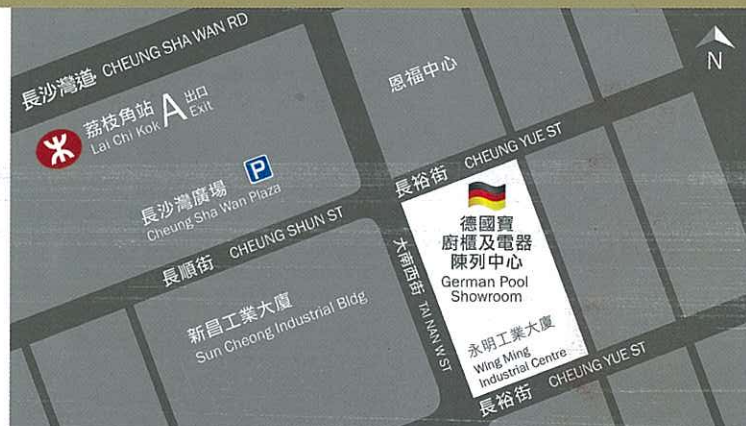 長沙灣道 CHEUNG SHA WAN RD
荔枝角站 A 出口
Lai Chi Kok Exit
P
長沙灣廣場
Cheung Sha Wan Plaza
恩福中心
N
長裕街 CHEUNG YUE ST
長順街 CHEUNG SHUN ST
大南西街 TAI NAN W ST
德國寶
廚櫃及電器
陳列中心
German Pool
Showroom
新昌工業大廈
Sun Cheong Industrial Bldg
永明工業大廈
Wing Ming
Industrial Centre
長裕街 CHEUNG YUE ST